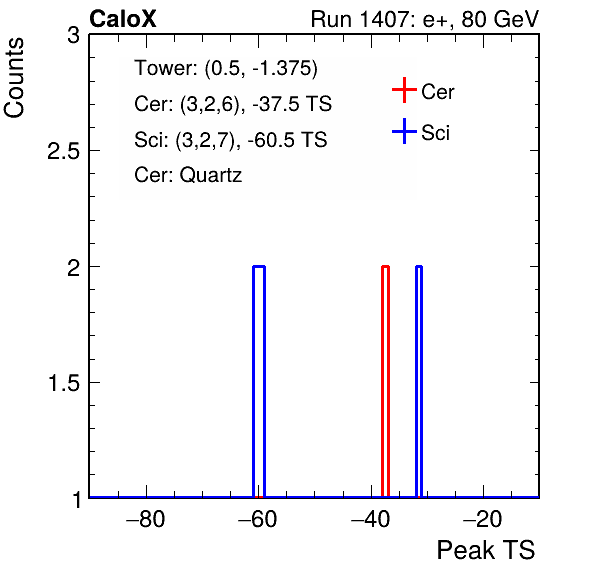 CaloX Run 1407: e+, 80 GeV
Counts
3
2.5
2
1.5
1
Tower: (0.5, -1.375)
Cer: (3,2,6), -37.5 TS
Sci: (3,2,7), -60.5 TS
Cer: Quartz
Cer
Sci
−80 −60 −40 −20
Peak TS